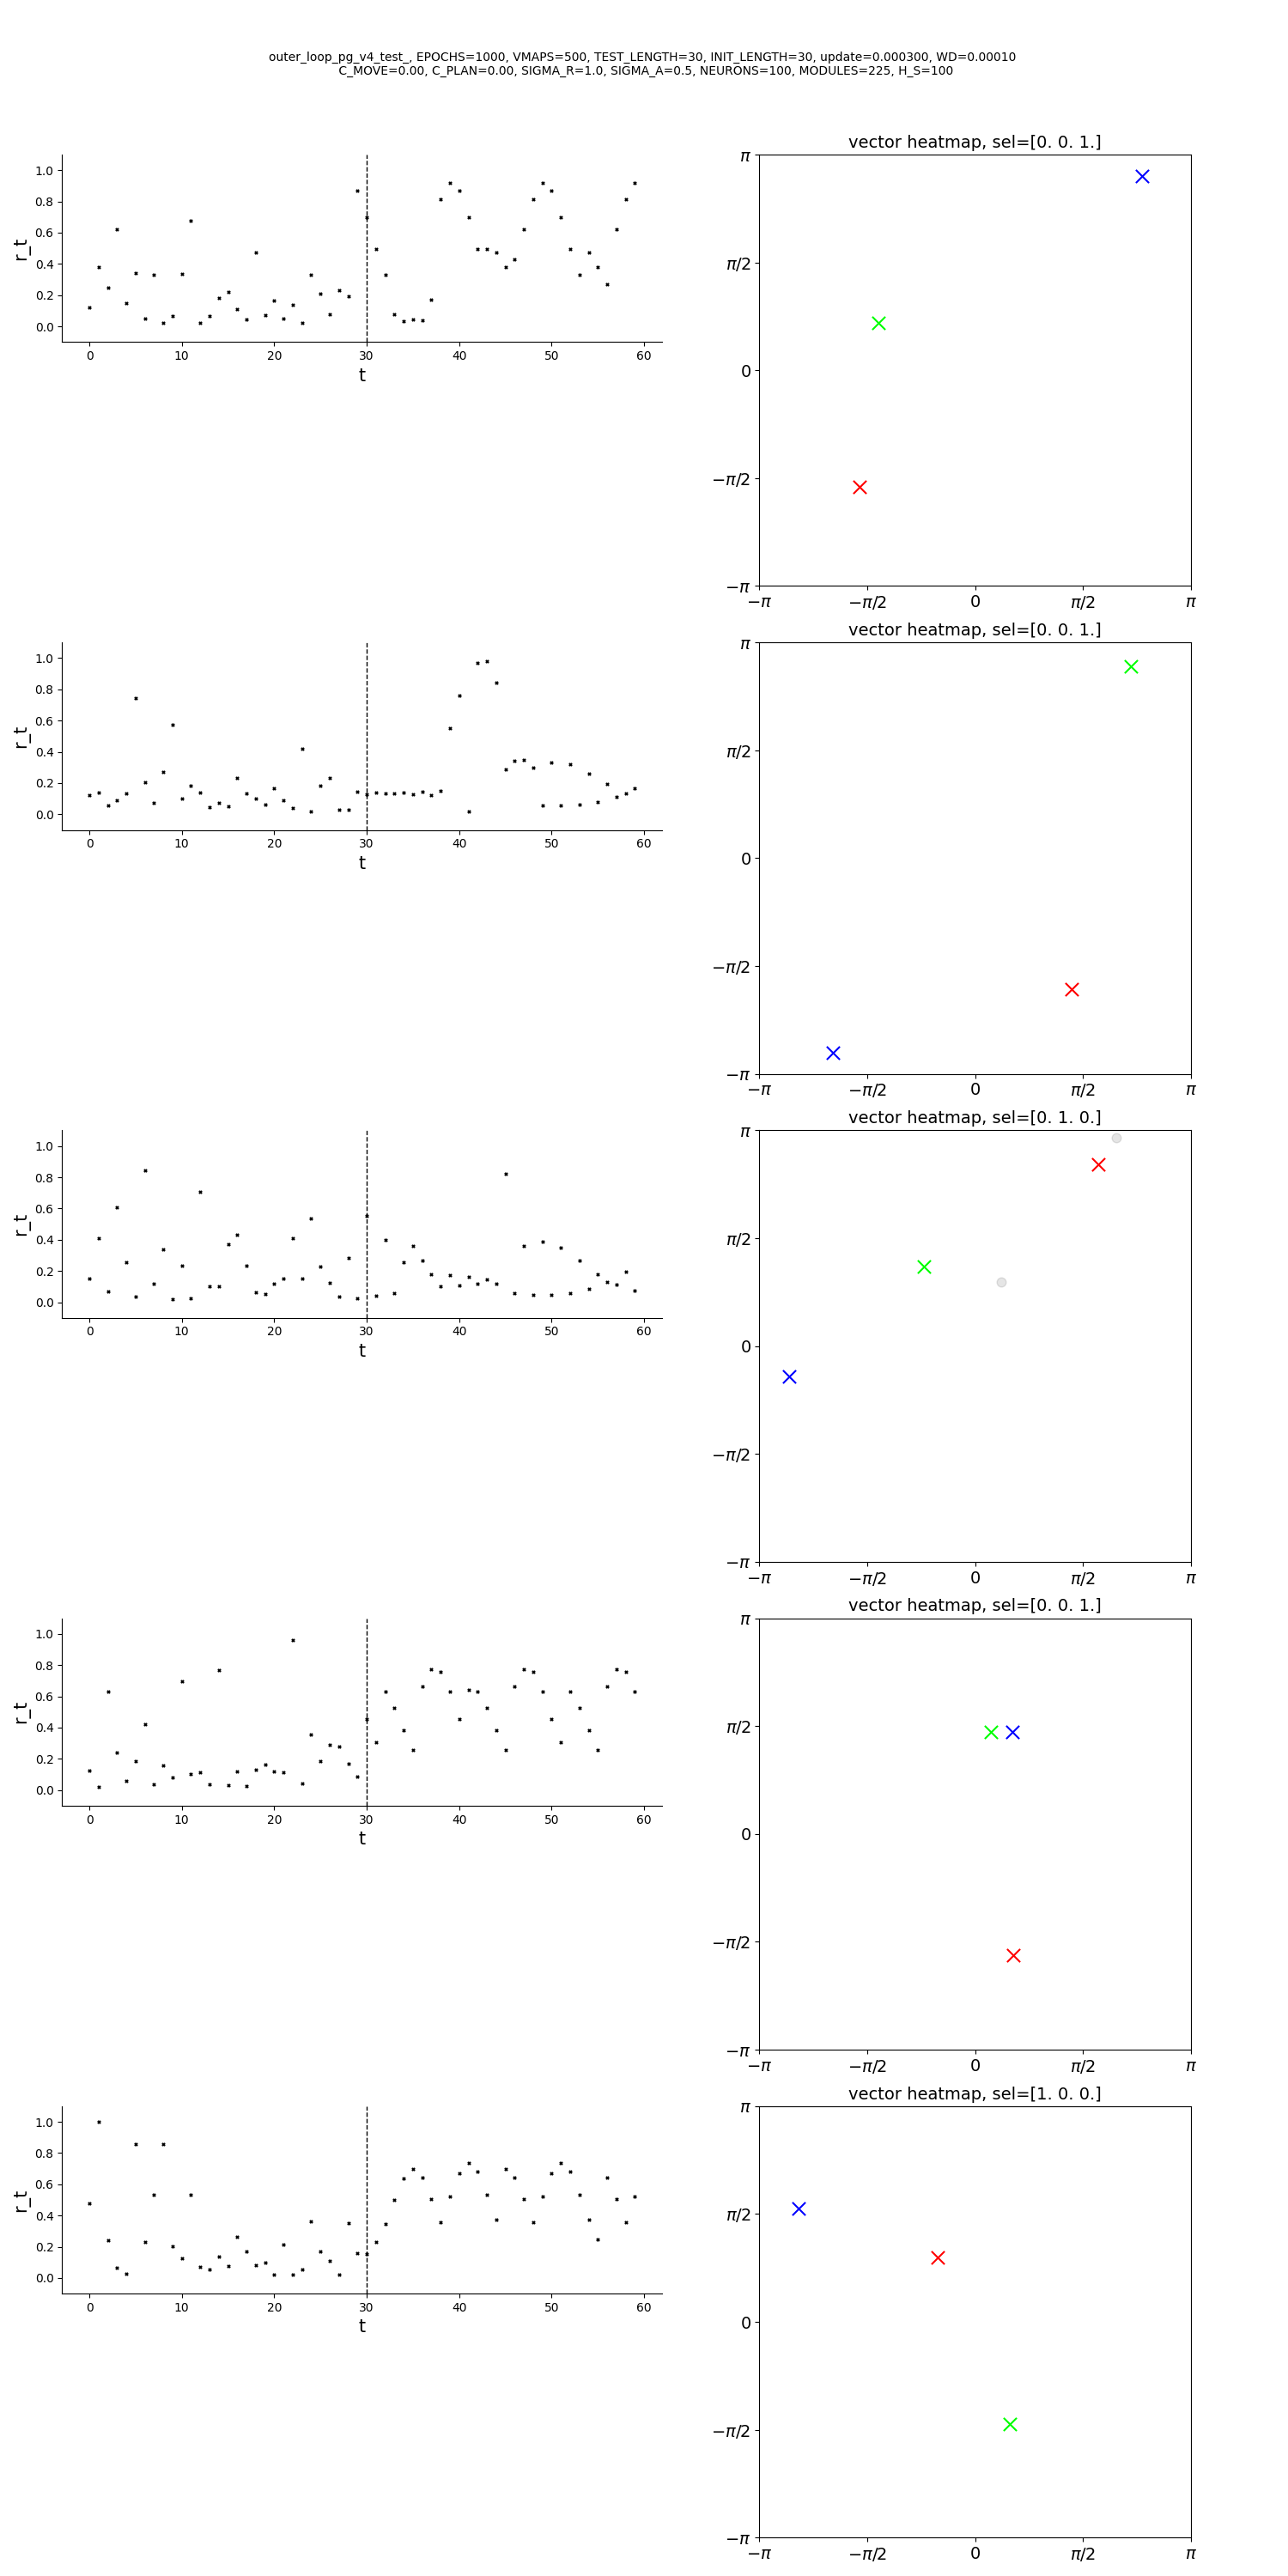 outer_loop_pg_v4_test_, EPOCHS=1000, VMAPS=500, TEST_LENGTH=30, INIT_LENGTH=30, update=0.000300, WD=0.00010
C_MOVE=0.00, C_PLAN=0.00, SIGMA_R=1.0, SIGMA_A=0.5, NEURONS=100, MODULES=225, H_S=100
r_t
1.0
0.8
0.6
0.4
0.2
0.0
0 10 20 30 40 50 60
t
vector heatmap, sel=[0. 0. 1.]
π
π/2
0
−π/2
−π
−π −π/2 0 π/2 π
r_t
1.0
0.8
0.6
0.4
0.2
0.0
0 10 20 30 40 50 60
t
vector heatmap, sel=[0. 0. 1.]
π
π/2
0
−π/2
−π
−π −π/2 0 π/2 π
r_t
1.0
0.8
0.6
0.4
0.2
0.0
0 10 20 30 40 50 60
t
vector heatmap, sel=[0. 1. 0.]
π
π/2
0
−π/2
−π
−π −π/2 0 π/2 π
r_t
1.0
0.8
0.6
0.4
0.2
0.0
0 10 20 30 40 50 60
t
vector heatmap, sel=[0. 0. 1.]
π
π/2
0
−π/2
−π
−π −π/2 0 π/2 π
r_t
1.0
0.8
0.6
0.4
0.2
0.0
0 10 20 30 40 50 60
t
vector heatmap, sel=[1. 0. 0.]
π
π/2
0
−π/2
−π
−π −π/2 0 π/2 π